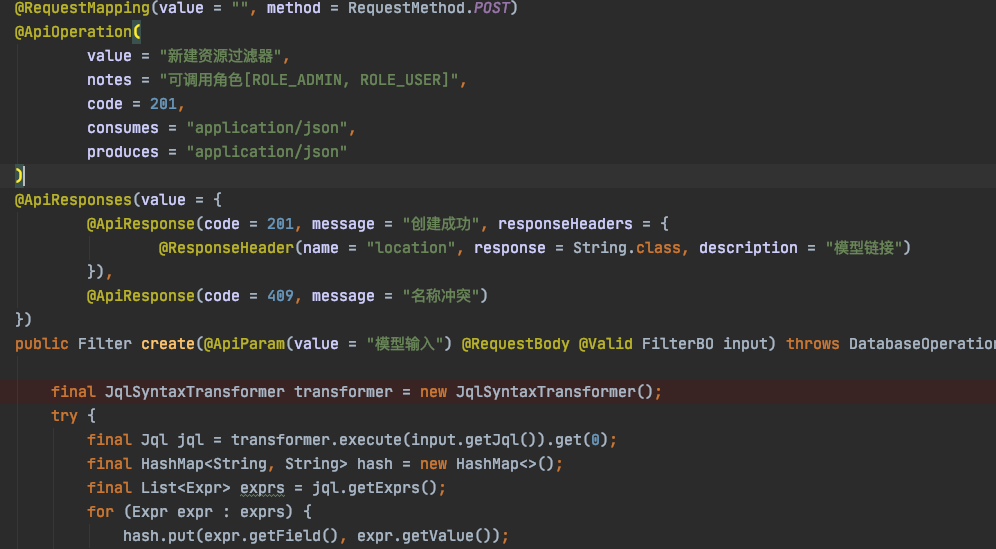 @RequestMapping(value = "", method = RequestMethod.POST)
@ApiOperation(
        value = "新建资源过滤器",
        notes = "可调用角色[ROLE_ADMIN, ROLE_USER]",
        code = 201,
        consumes = "application/json",
        produces = "application/json"
)
@ApiResponses(value = {
        @ApiResponse(code = 201, message = "创建成功", responseHeaders = {
                @ResponseHeader(name = "location", response = String.class, description = "模型链接")
        }),
        @ApiResponse(code = 409, message = "名称冲突")
})
public Filter create(@ApiParam(value = "模型输入") @RequestBody @Valid FilterBO input) throws DatabaseOperation
    final JqlSyntaxTransformer transformer = new JqlSyntaxTransformer();
    try {
        final Jql jql = transformer.execute(input.getJql()).get(0);
        final HashMap<String, String> hash = new HashMap<>();
        final List<Expr> exprs = jql.getExprs();
        for (Expr expr : exprs) {
            hash.put(expr.getField(), expr.getValue());